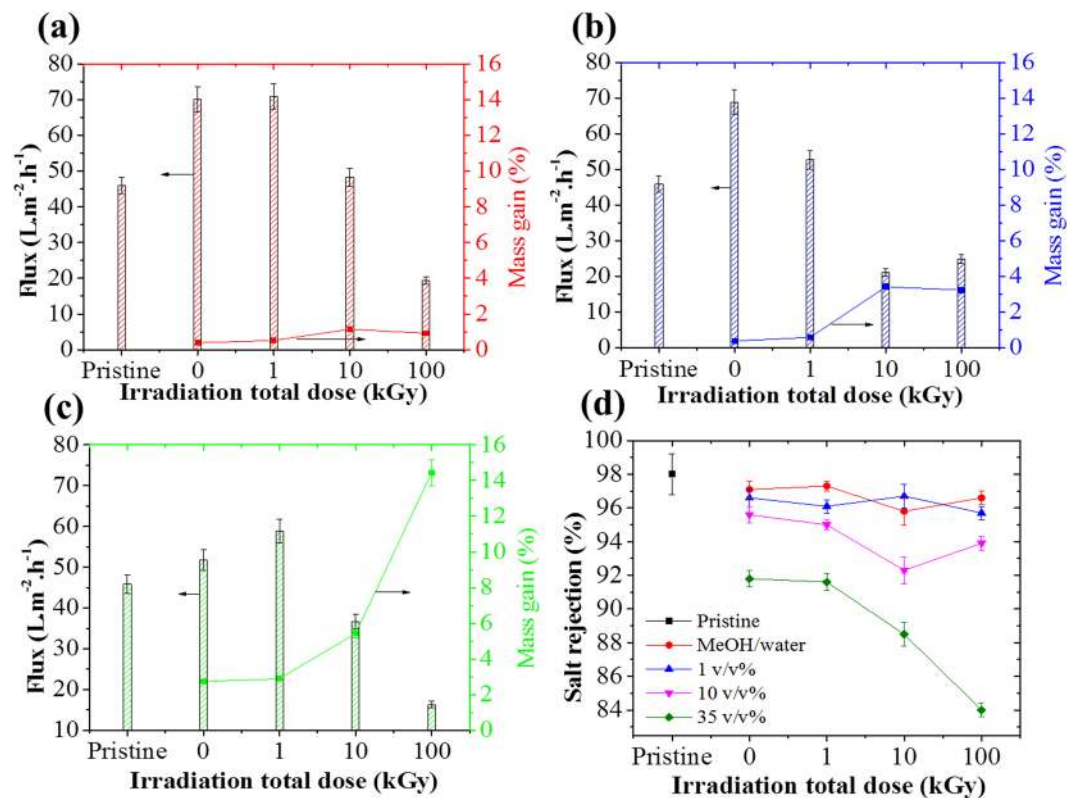 (a)
80
70
60
50
40
30
20
10
0
Flux (L.m⁻².h⁻¹)
16
14
12
10
8
6
4
2
0
Mass gain (%)
Pristine 0 1 10 100
Irradiation total dose (kGy)
(b)
80
70
60
50
40
30
20
10
0
Flux (L.m⁻².h⁻¹)
16
14
12
10
8
6
4
2
0
Mass gain (%)
Pristine 0 1 10 100
Irradiation total dose (kGy)
(c)
80
70
60
50
40
30
20
10
Flux (L.m⁻².h⁻¹)
16
14
12
10
8
6
4
2
0
Mass gain (%)
Pristine 0 1 10 100
Irradiation total dose (kGy)
(d)
100
98
96
94
92
90
88
86
84
Salt rejection (%)
Pristine
MeOH/water
1 v/v%
10 v/v%
35 v/v%
Pristine 0 1 10 100
Irradiation total dose (kGy)